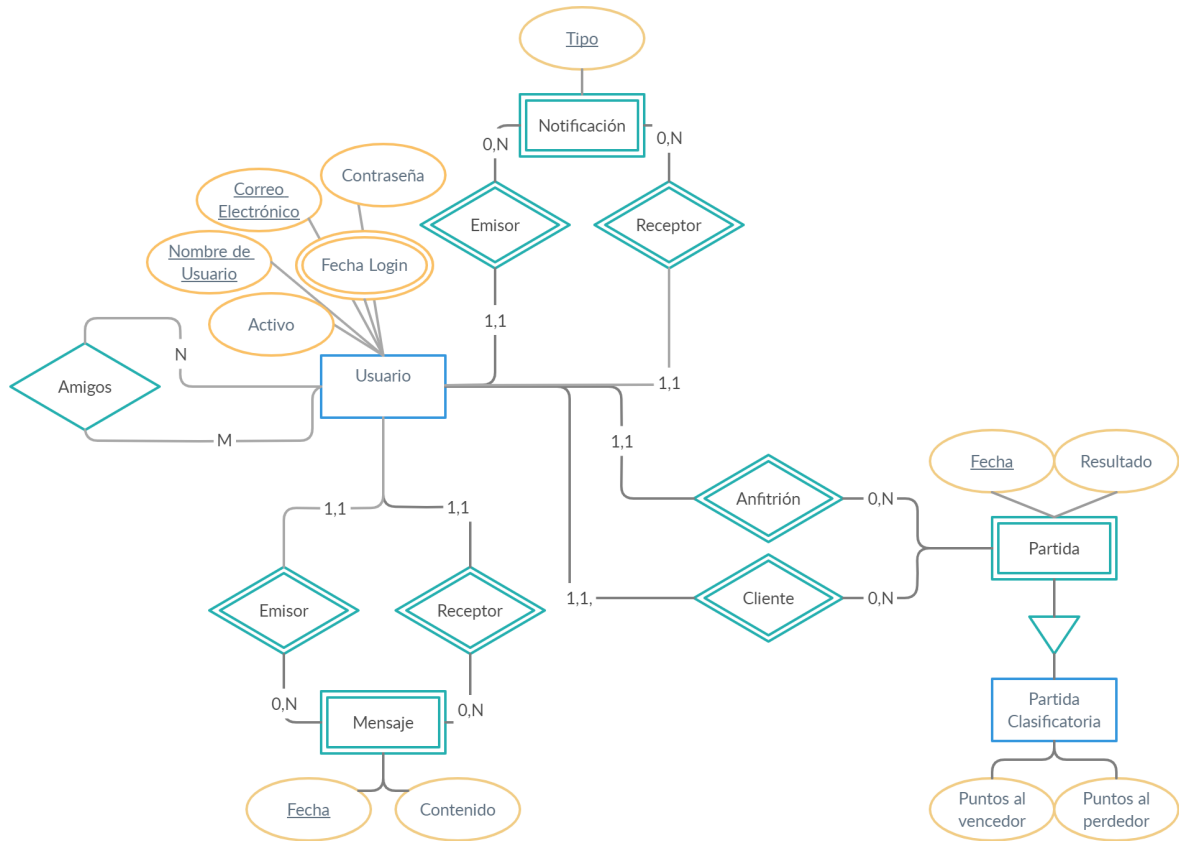 Tipo
Notificación
0,N
0,N
Contraseña
Correo
Electrónico
Emisor
Receptor
Nombre de
Usuario
Fecha Login
Activo
1,1
N
Usuario
1,1
Amigos
M
1,1
Fecha
Resultado
Anfitrión
0,N
1,1
1,1
Partida
Emisor
Receptor
1,1,
Cliente
0,N
0,N
0,N
Partida
Clasificatoria
Mensaje
Fecha
Contenido
Puntos al
vencedor
Puntos al
perdedor